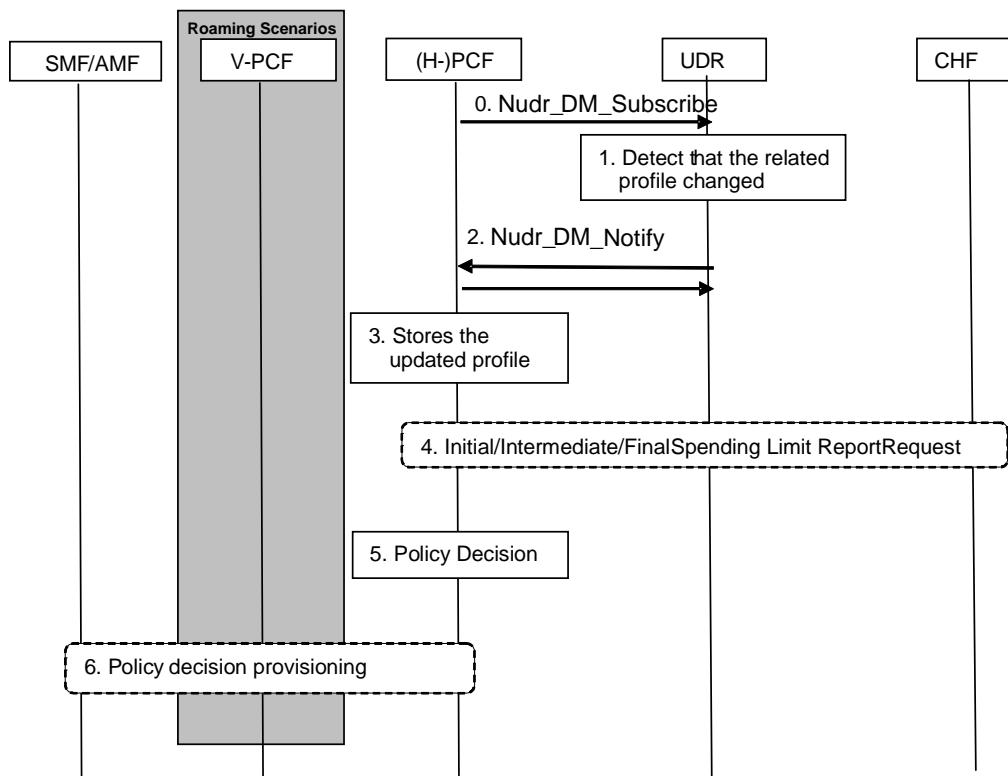 Roaming Scenarios
SMF/AMF
V-PCF
(H-)PCF
UDR
CHF
0. Nudr_DM_Subscribe
1. Detect that the related
profile changed
2. Nudr_DM_Notify
3. Stores the
updated profile
4. Initial/Intermediate/FinalSpending Limit ReportRequest
5. Policy Decision
6. Policy decision provisioning